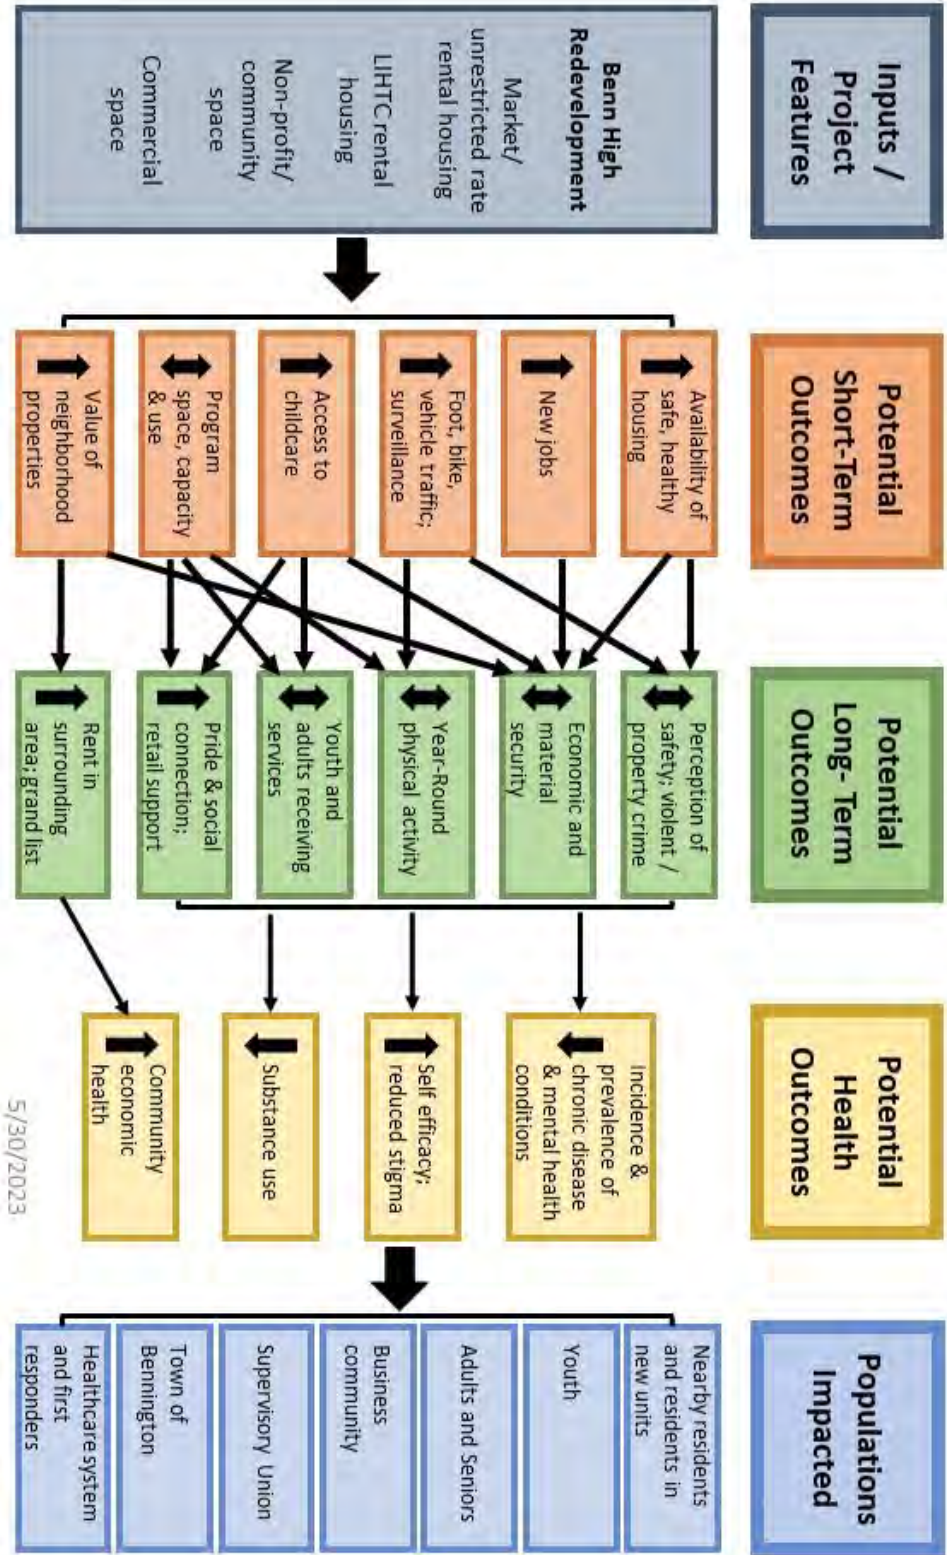 Inputs /
Project
Features
Benn High
Redevelopment
Market/
unrestricted rate
rental housing
LIHTC rental
housing
Non-profit/
community
space
Commercial
space
Potential
Short-Term
Outcomes
Availability of
safe, healthy
housing
New jobs
Foot, bike,
vehicle traffic;
surveillance
Access to
childcare
Program
space, capacity
& use
Value of
neighborhood
properties
Potential
Long- Term
Outcomes
Perception of
safety; violent /
property crime
Economic and
material
security
Year-Round
physical activity
Youth and
adults receiving
services
Pride & social
connection;
retail support
Rent in
surrounding
area; grand list
Potential
Health
Outcomes
Incidence &
prevalence of
chronic disease
& mental health
conditions
Self efficacy;
reduced stigma
Substance use
Community
economic
health
Populations
Impacted
Nearby residents
and residents in
new units
Youth
Adults and Seniors
Business
community
Supervisory Union
Town of
Bennington
Healthcare system
and first
responders
5/30/2023